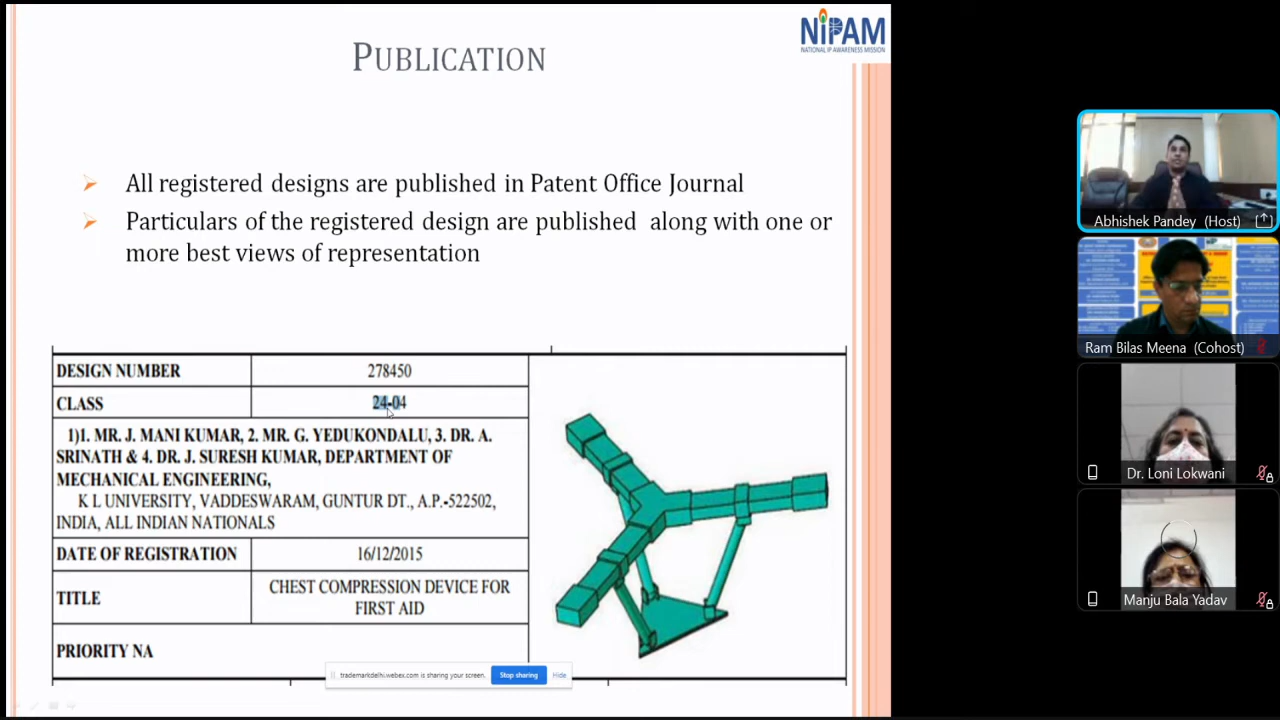 NiPAM
NATIONAL IP AWARENESS MISSION
PUBLICATION
All registered designs are published in Patent Office Journal
Particulars of the registered design are published along with one or
more best views of representation
DESIGN NUMBER 278450
CLASS 24-04
1)1. MR. J. MANI KUMAR, 2. MR. G. YEDUKONDALU, 3. DR. A.
SRINATH & 4. DR. J. SURESH KUMAR, DEPARTMENT OF
MECHANICAL ENGINEERING,
K L UNIVERSITY, VADDESWARAM, GUNTUR DT., A.P.-522502,
INDIA, ALL INDIAN NATIONALS
DATE OF REGISTRATION 16/12/2015
TITLE CHEST COMPRESSION DEVICE FOR
FIRST AID
PRIORITY NA
trademarkdelhi.webex.com is sharing your screen. Stop sharing Hide
Abhishek Pandey (Host)
Ram Bilas Meena (Cohost)
Dr. Loni Lokwani
Manju Bala Yadav